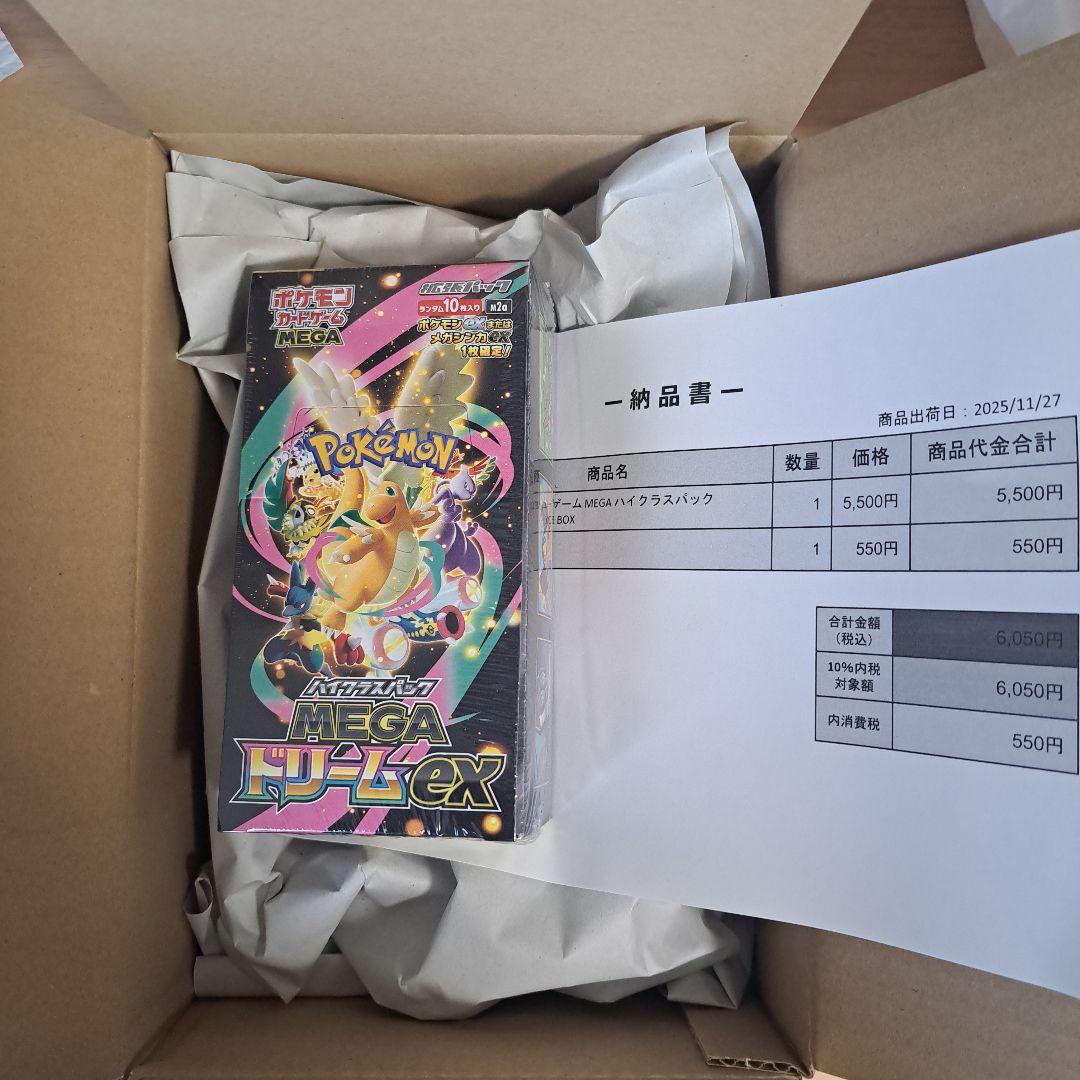 ポケモン
カードゲーム
MEGA
拡張パック
ランダム10枚入り
M2a
ポケモンexまたは
メガシンカex
1枚確定!
POKéMON
ハイクラスパック
MEGA
ドリームex
ー納品書ー
商品出荷日：2025/11/27
商品名 数量 価格 商品代金合計
ーゲーム MEGA ハイクラスパック 1 5,500円 5,500円
BOX
1 550円 550円
合計金額
（税込） 6,050円
10%内税
対象額 6,050円
内消費税 550円